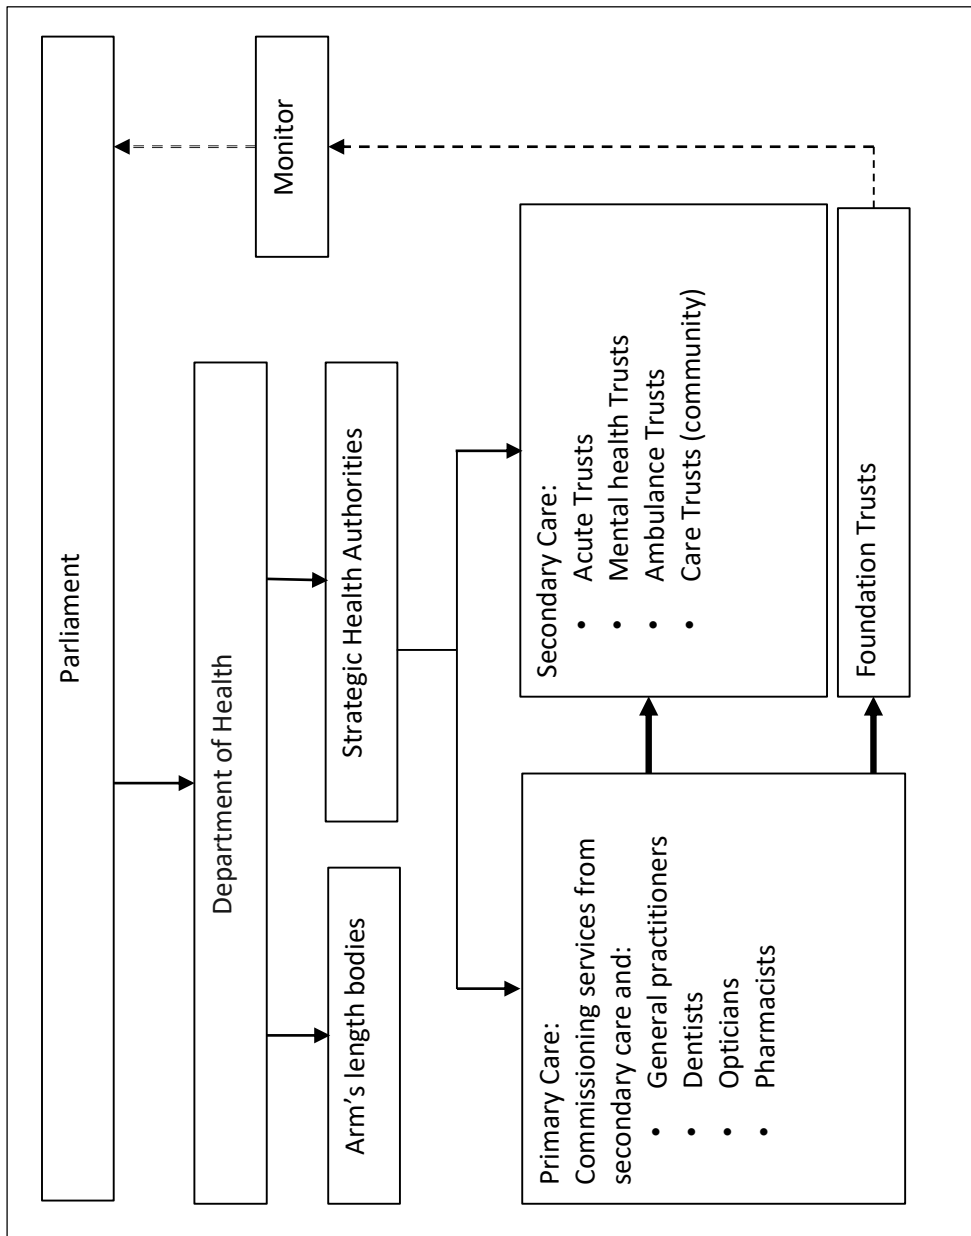 Parliament
Monitor
Department of Health
Arm’s length bodies
Strategic Health Authorities
Primary Care:
Commissioning services from
secondary care and:
• General practitioners
• Dentists
• Opticians
• Pharmacists
Secondary Care:
• Acute Trusts
• Mental health Trusts
• Ambulance Trusts
• Care Trusts (community)
Foundation Trusts